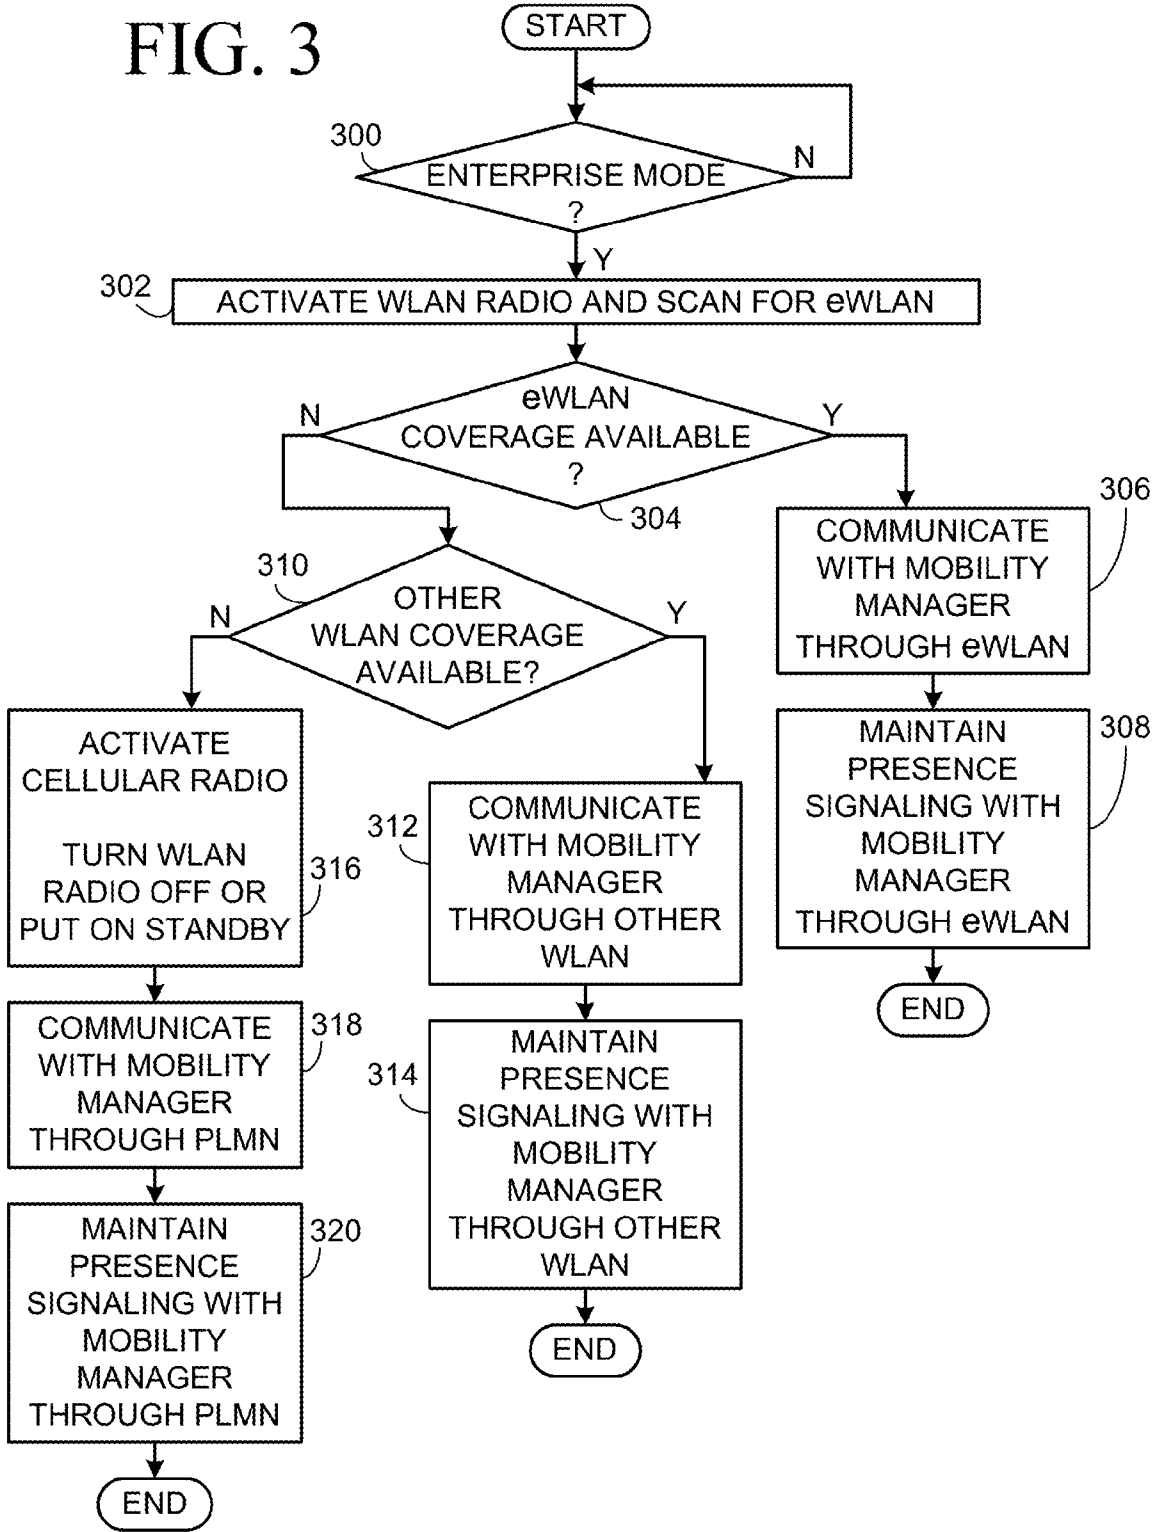 FIG. 3
START
300
ENTERPRISE MODE
?
N
Y
302
ACTIVATE WLAN RADIO AND SCAN FOR eWLAN
eWLAN
COVERAGE AVAILABLE
?
N
Y
304
306
COMMUNICATE
WITH MOBILITY
MANAGER
THROUGH eWLAN
308
MAINTAIN
PRESENCE
SIGNALING WITH
MOBILITY
MANAGER
THROUGH eWLAN
END
310
OTHER
WLAN COVERAGE
AVAILABLE?
N
Y
312
COMMUNICATE
WITH MOBILITY
MANAGER
THROUGH OTHER
WLAN
314
MAINTAIN
PRESENCE
SIGNALING WITH
MOBILITY
MANAGER
THROUGH OTHER
WLAN
END
ACTIVATE
CELLULAR RADIO
TURN WLAN
RADIO OFF OR
PUT ON STANDBY
316
COMMUNICATE
WITH MOBILITY
MANAGER
THROUGH PLMN
318
MAINTAIN
PRESENCE
SIGNALING WITH
MOBILITY
MANAGER
THROUGH PLMN
320
END